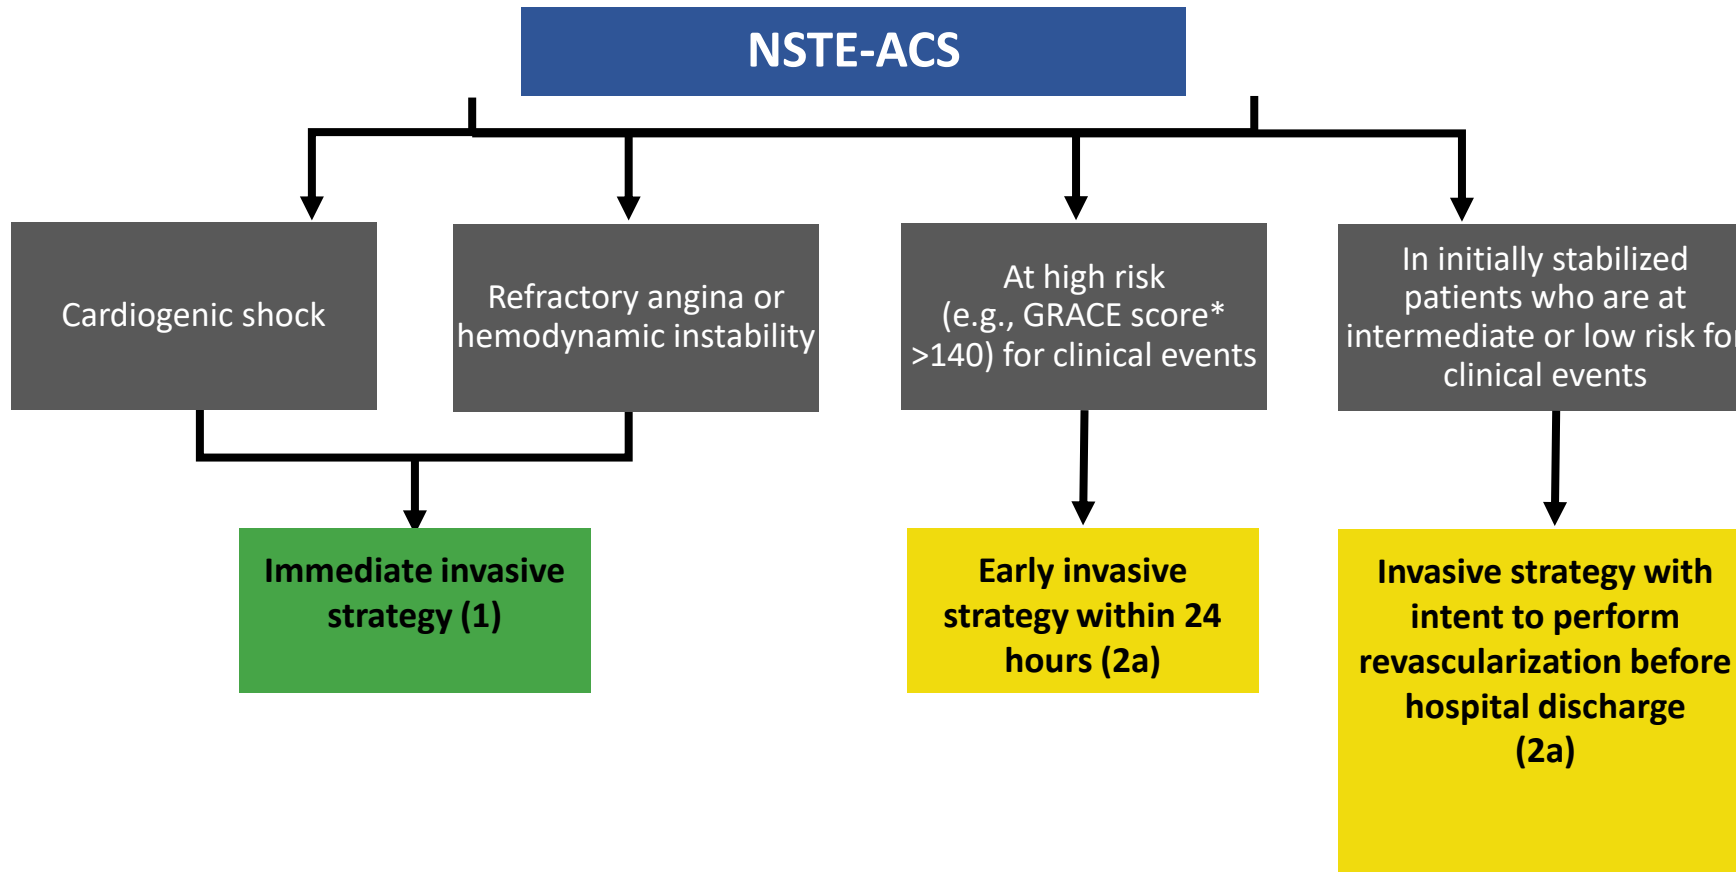 NSTE-ACS
Cardiogenic shock
Refractory angina or
hemodynamic instability
At high risk
(e.g., GRACE score*
>140) for clinical events
In initially stabilized
patients who are at
intermediate or low risk for
clinical events
Immediate invasive
strategy (1)
Early invasive
strategy within 24
hours (2a)
Invasive strategy with
intent to perform
revascularization before
hospital discharge
(2a)